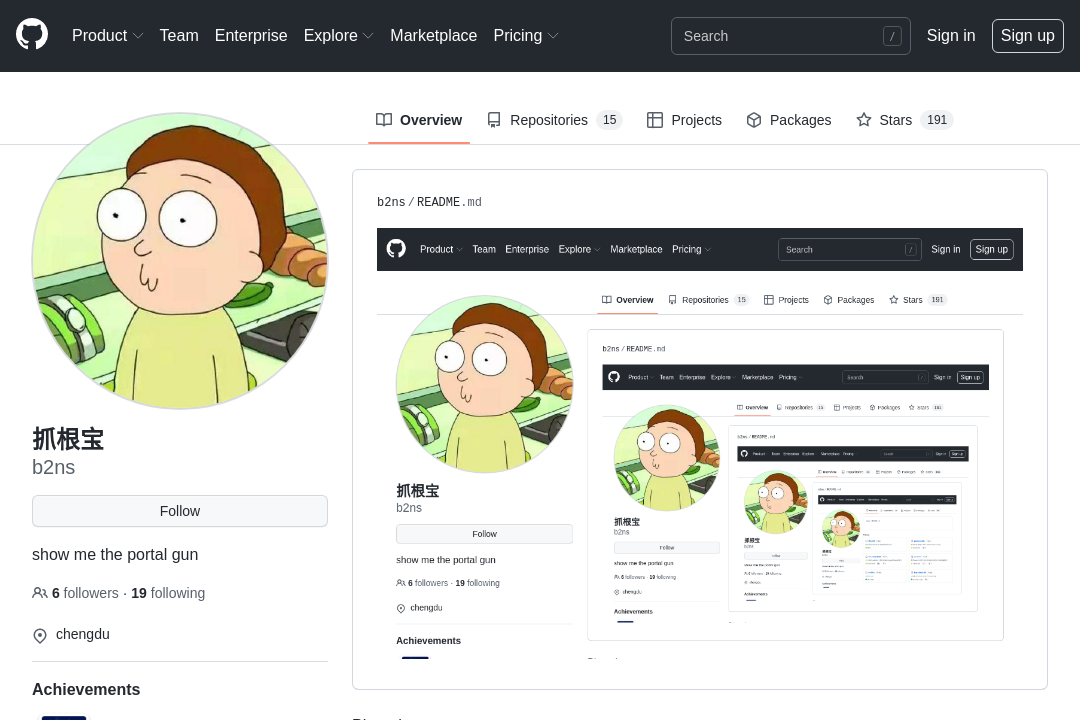 Product Team Enterprise Explore Marketplace Pricing Search / Sign in Sign up
Overview Repositories 15 Projects Packages Stars 191
抓根宝
b2ns
Follow
show me the portal gun
6 followers · 19 following
chengdu
Achievements
b2ns / README.md
Product Team Enterprise Explore Marketplace Pricing Search / Sign in Sign up
Overview Repositories 15 Projects Packages Stars 191
抓根宝
b2ns
Follow
show me the portal gun
6 followers · 19 following
chengdu
Achievements
b2ns / README.md
Product Team Enterprise Explore Marketplace Pricing Search / Sign in Sign up
Overview Repositories 15 Projects Packages Stars 191
抓根宝
b2ns
Follow
show me the portal gun
6 followers · 19 following
chengdu
Achievements
b2ns / README.md